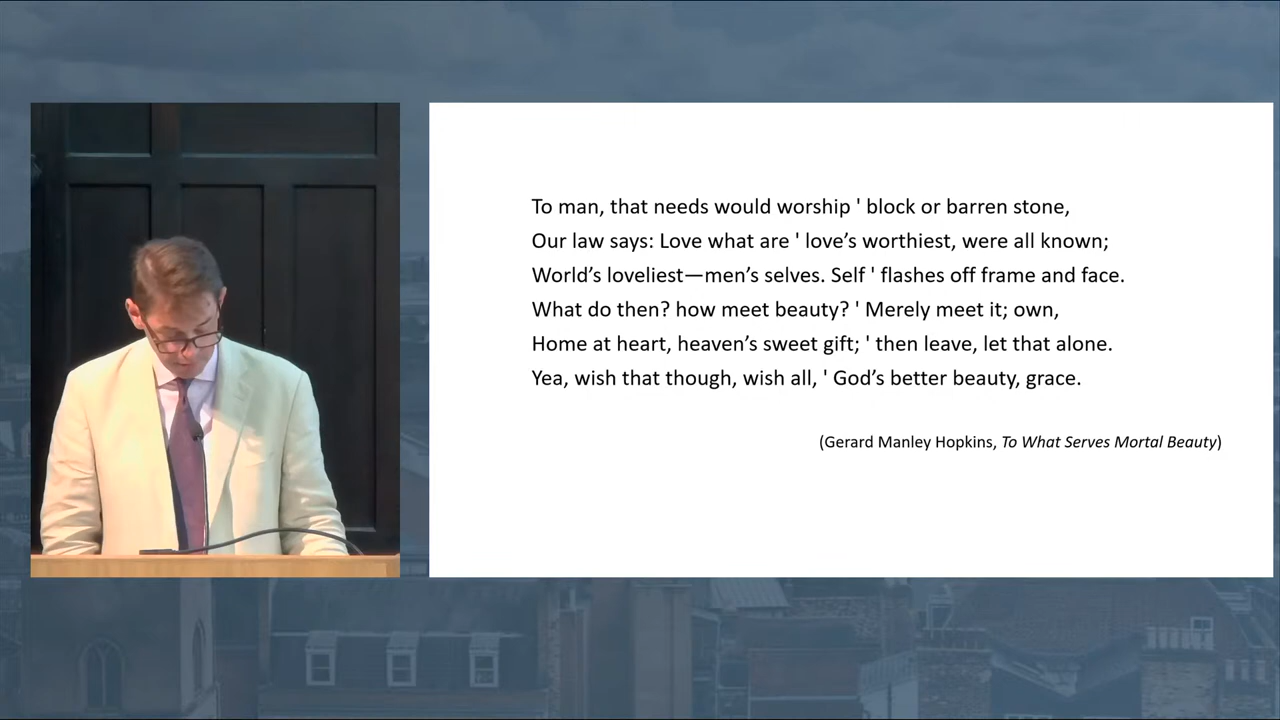 To man, that needs would worship ' block or barren stone,
Our law says: Love what are ' love’s worthiest, were all known;
World’s loveliest—men’s selves. Self ' flashes off frame and face.
What do then? how meet beauty? ' Merely meet it; own,
Home at heart, heaven’s sweet gift; ' then leave, let that alone.
Yea, wish that though, wish all, ' God’s better beauty, grace.
(Gerard Manley Hopkins, To What Serves Mortal Beauty)